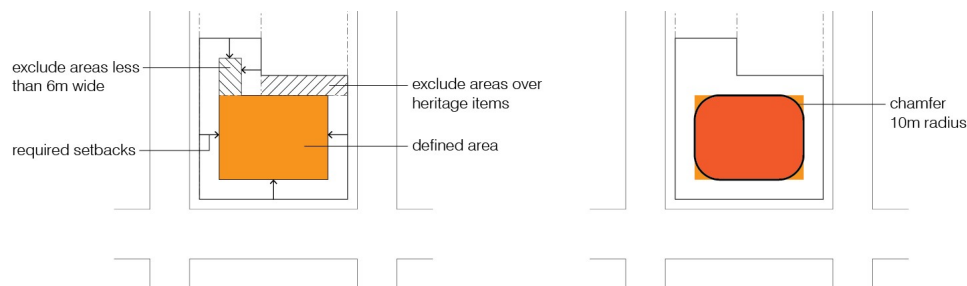 exclude areas less
than 6m wide
exclude areas over
heritage items
required setbacks
defined area
chamfer
10m radius